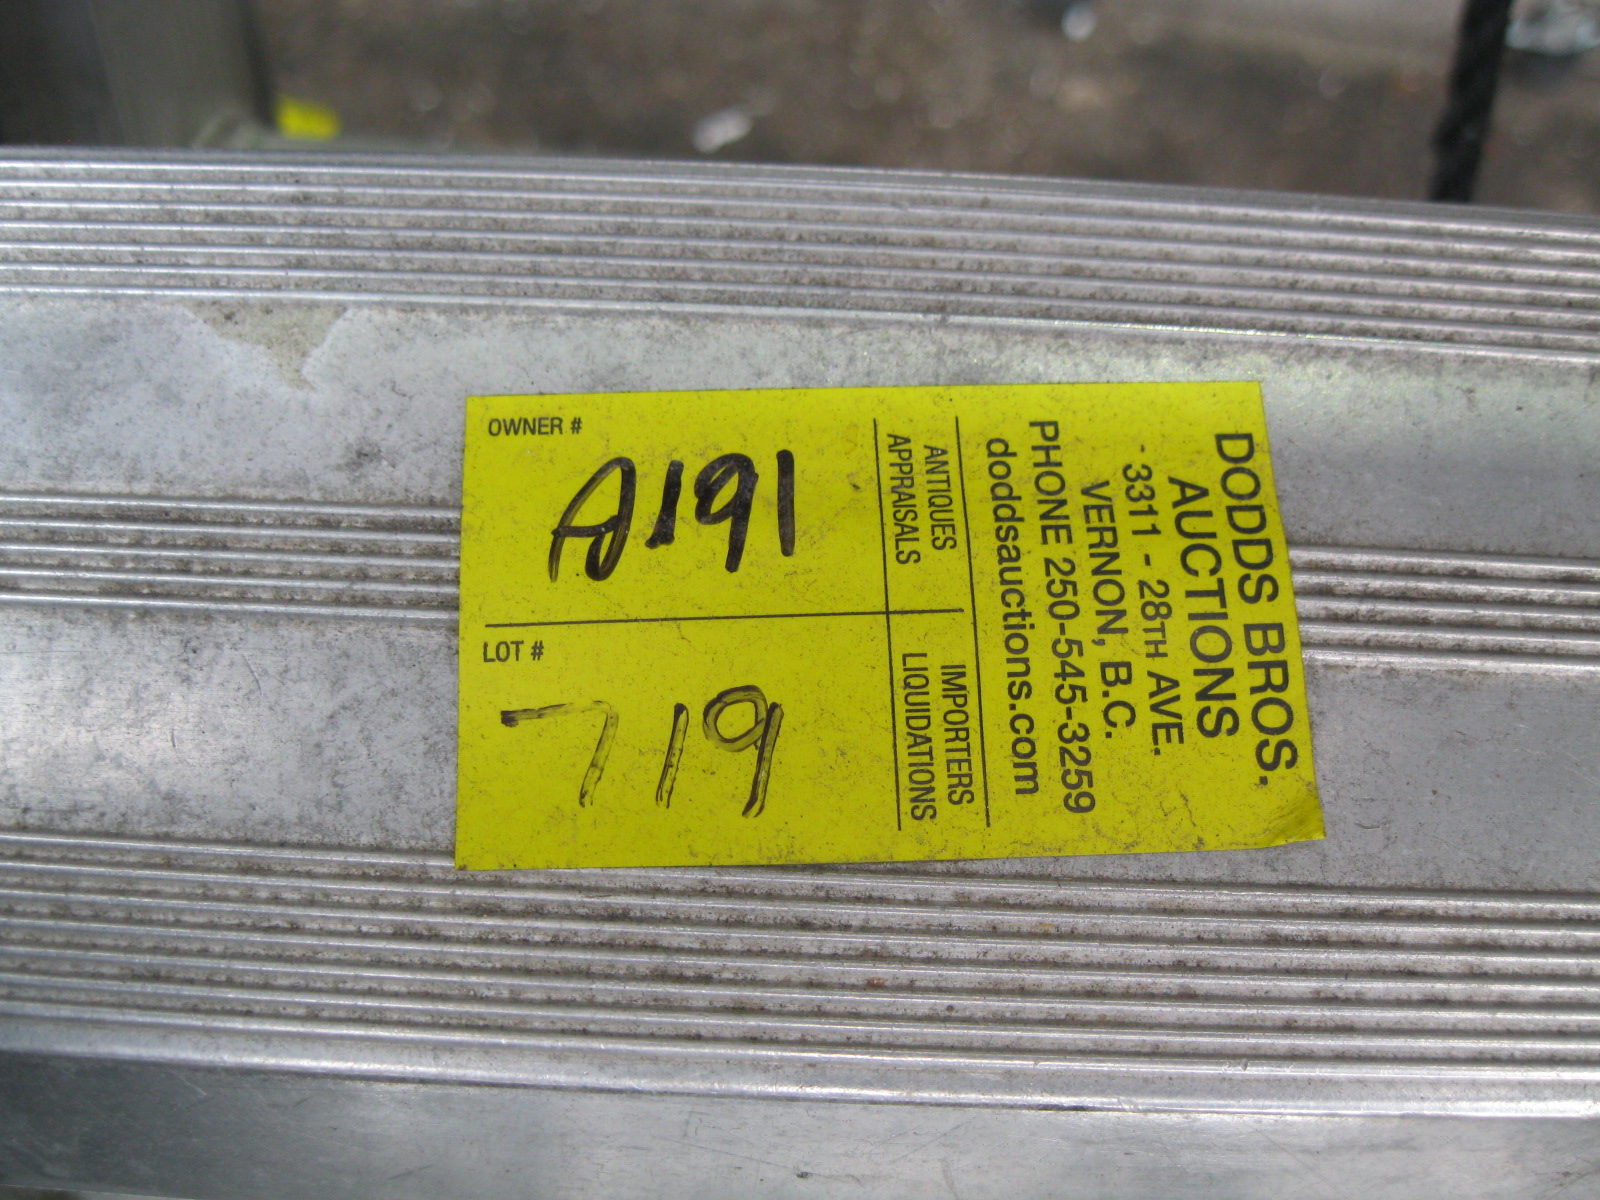 OWNER #
A191
LOT #
719
ANTIQUES
APPRAISALS
IMPORTERS
LIQUIDATIONS
DODDS BROS.
AUCTIONS
3311 - 28TH AVE.
VERNON, B.C.
PHONE 250-545-3259
doddsauctions.com